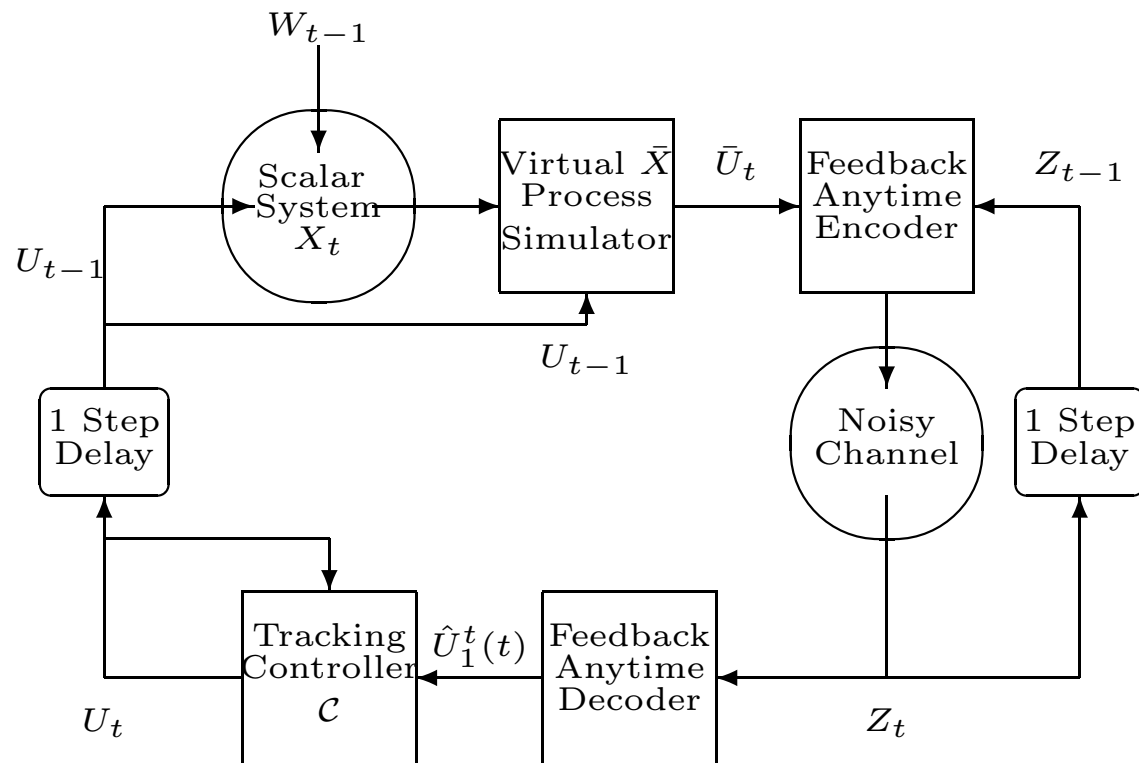 W_{t-1}
Scalar
System
X_t
Virtual X̄
Process
Simulator
Ū_t
Feedback
Anytime
Encoder
Z_{t-1}
U_{t-1}
U_{t-1}
1 Step
Delay
Noisy
Channel
1 Step
Delay
Tracking
Controller
𝒞
Û_1^t(t)
Feedback
Anytime
Decoder
U_t
Z_t